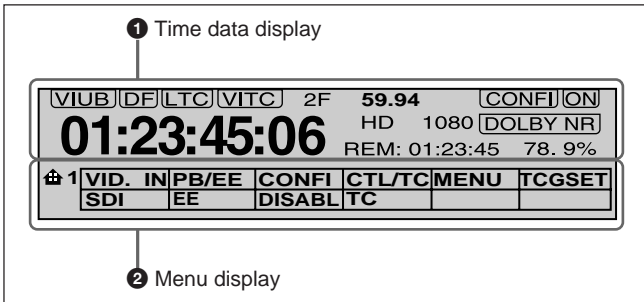 ❶ Time data display
VIUB DF LTC VITC 2F 59.94 CONFI ON
01:23:45:06 HD 1080 DOLBY NR
REM: 01:23:45 78. 9%
1 VID. IN PB/EE CONFI CTL/TC MENU TCGSET
SDI EE DISABL TC
❷ Menu display